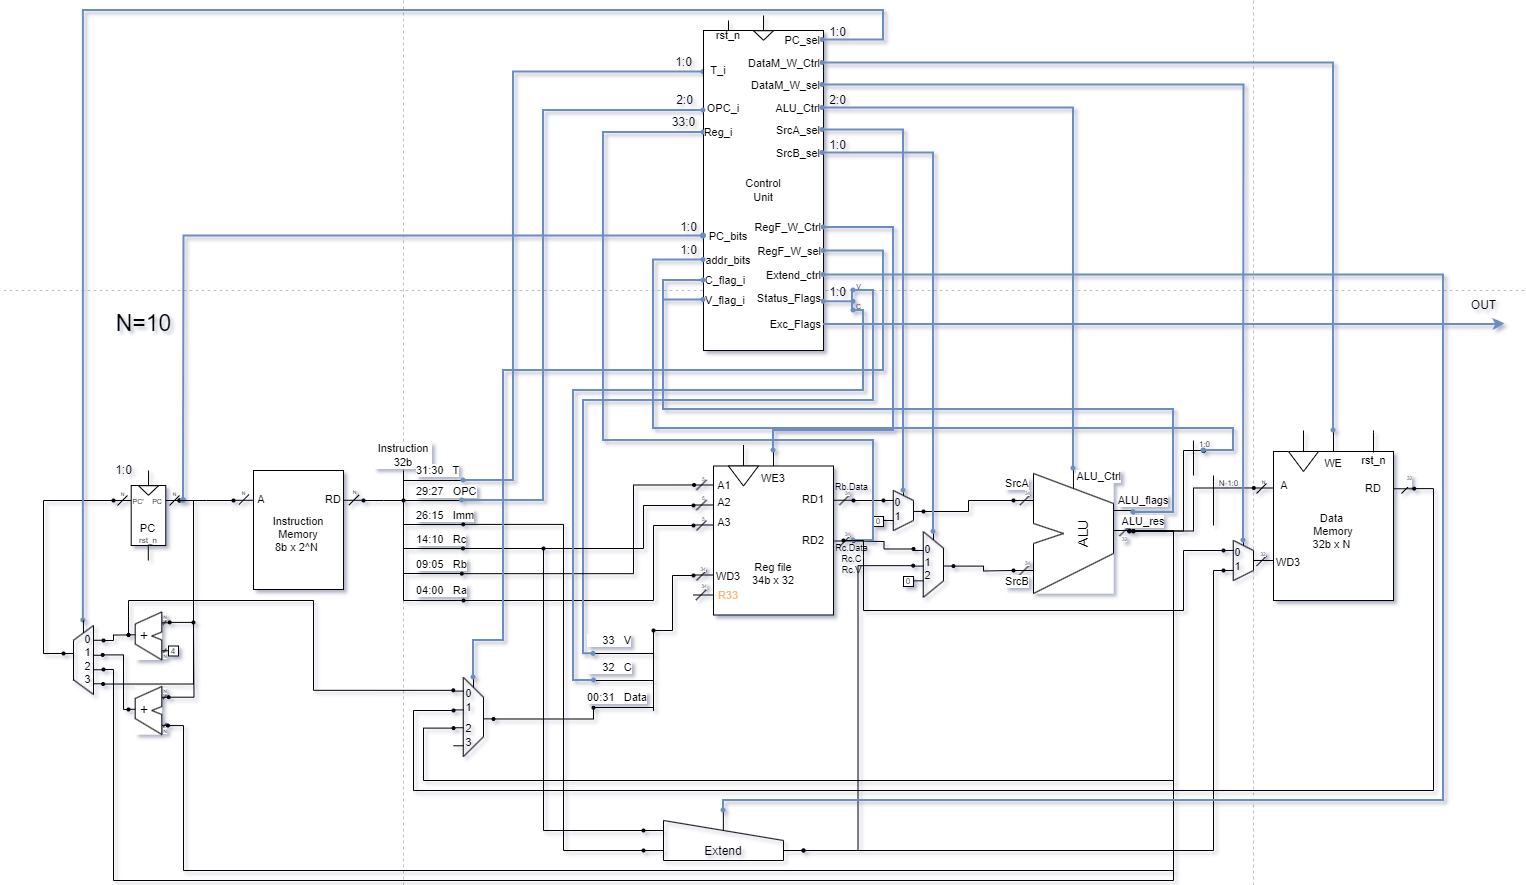 rst_n
PC_sel
1:0
1:0
T_i
DataM_W_Ctrl
DataM_W_sel
2:0
OPC_i
ALU_Ctrl
2:0
33:0
Reg_i
SrcA_sel
SrcB_sel
1:0
Control
Unit
1:0
PC_bits
RegF_W_Ctrl
1:0
addr_bits
RegF_W_sel
C_flag_i
Extend_ctrl
V_flag_i
Status_Flags
1:0
V
C
Exc_Flags
OUT
N=10
Instruction
32b
1:0
N
PC'
PC
N
PC
rst_n
N
A
RD
N
Instruction
Memory
8b x 2^N
31:30 T
29:27 OPC
26:15 Imm
14:10 Rc
09:05 Rb
04:00 Ra
WE3
A1
A2
A3
RD1
RD2
WD3
R33
Reg file
34b x 32
Rb.Data
Rc.Data
Rc.C
Rc.V
0
1
0
0
1
2
0
SrcA
SrcB
ALU
ALU_Ctrl
ALU_flags
ALU_res
32
1:0
N-1:0
N
WE
rst_n
A
RD
32
Data
Memory
32b x N
WD3
32
0
1
33 V
32 C
00:31 Data
0
1
2
3
+
4
+
0
1
2
3
Extend